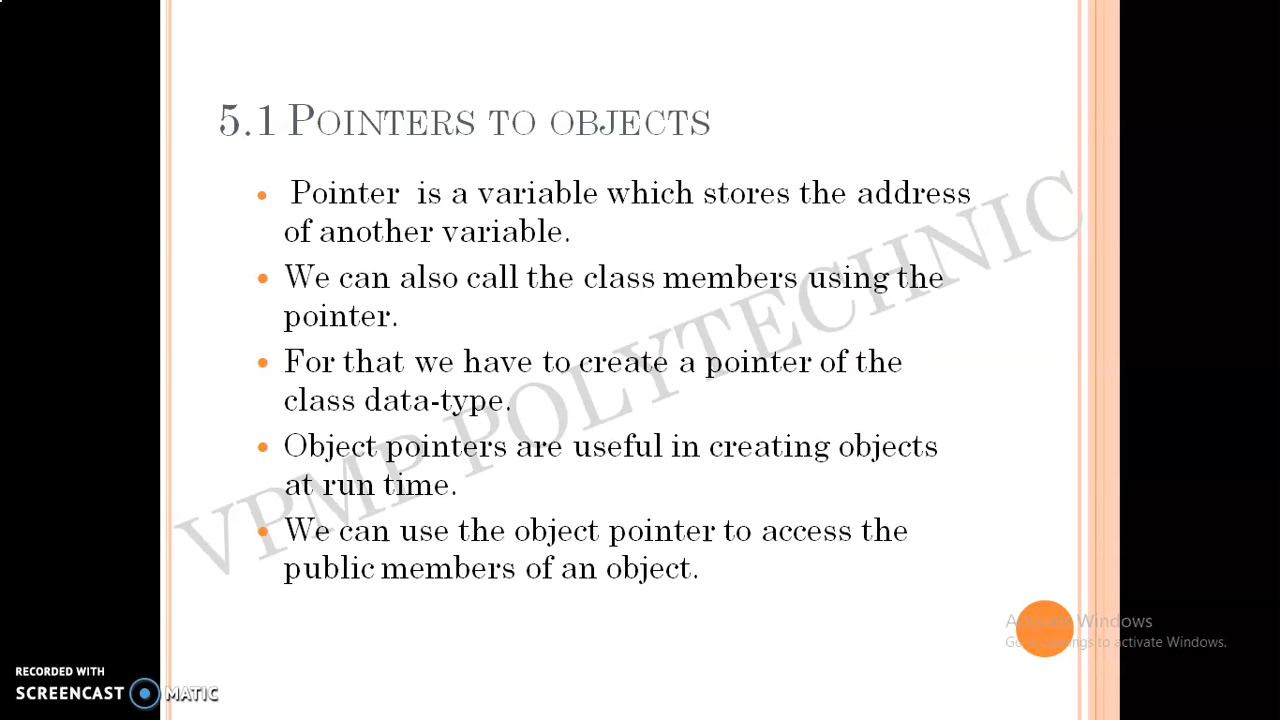 5.1 POINTERS TO OBJECTS
• Pointer is a variable which stores the address
of another variable.
• We can also call the class members using the
pointer.
• For that we have to create a pointer of the
class data-type.
• Object pointers are useful in creating objects
at run time.
• We can use the object pointer to access the
public members of an object.
VPMP POLYTECHNIC
Activate Windows
Go to Settings to activate Windows.
RECORDED WITH
SCREENCAST MATIC